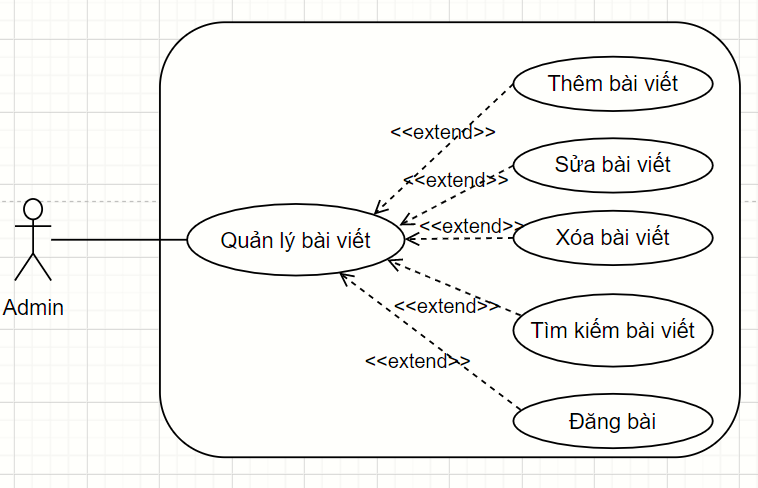 Thêm bài viết
<<extend>>
Sửa bài viết
<<extend>>
<<extend>>
Xóa bài viết
Quản lý bài viết
Admin
<<extend>>
Tìm kiếm bài viết
<<extend>>
Đăng bài